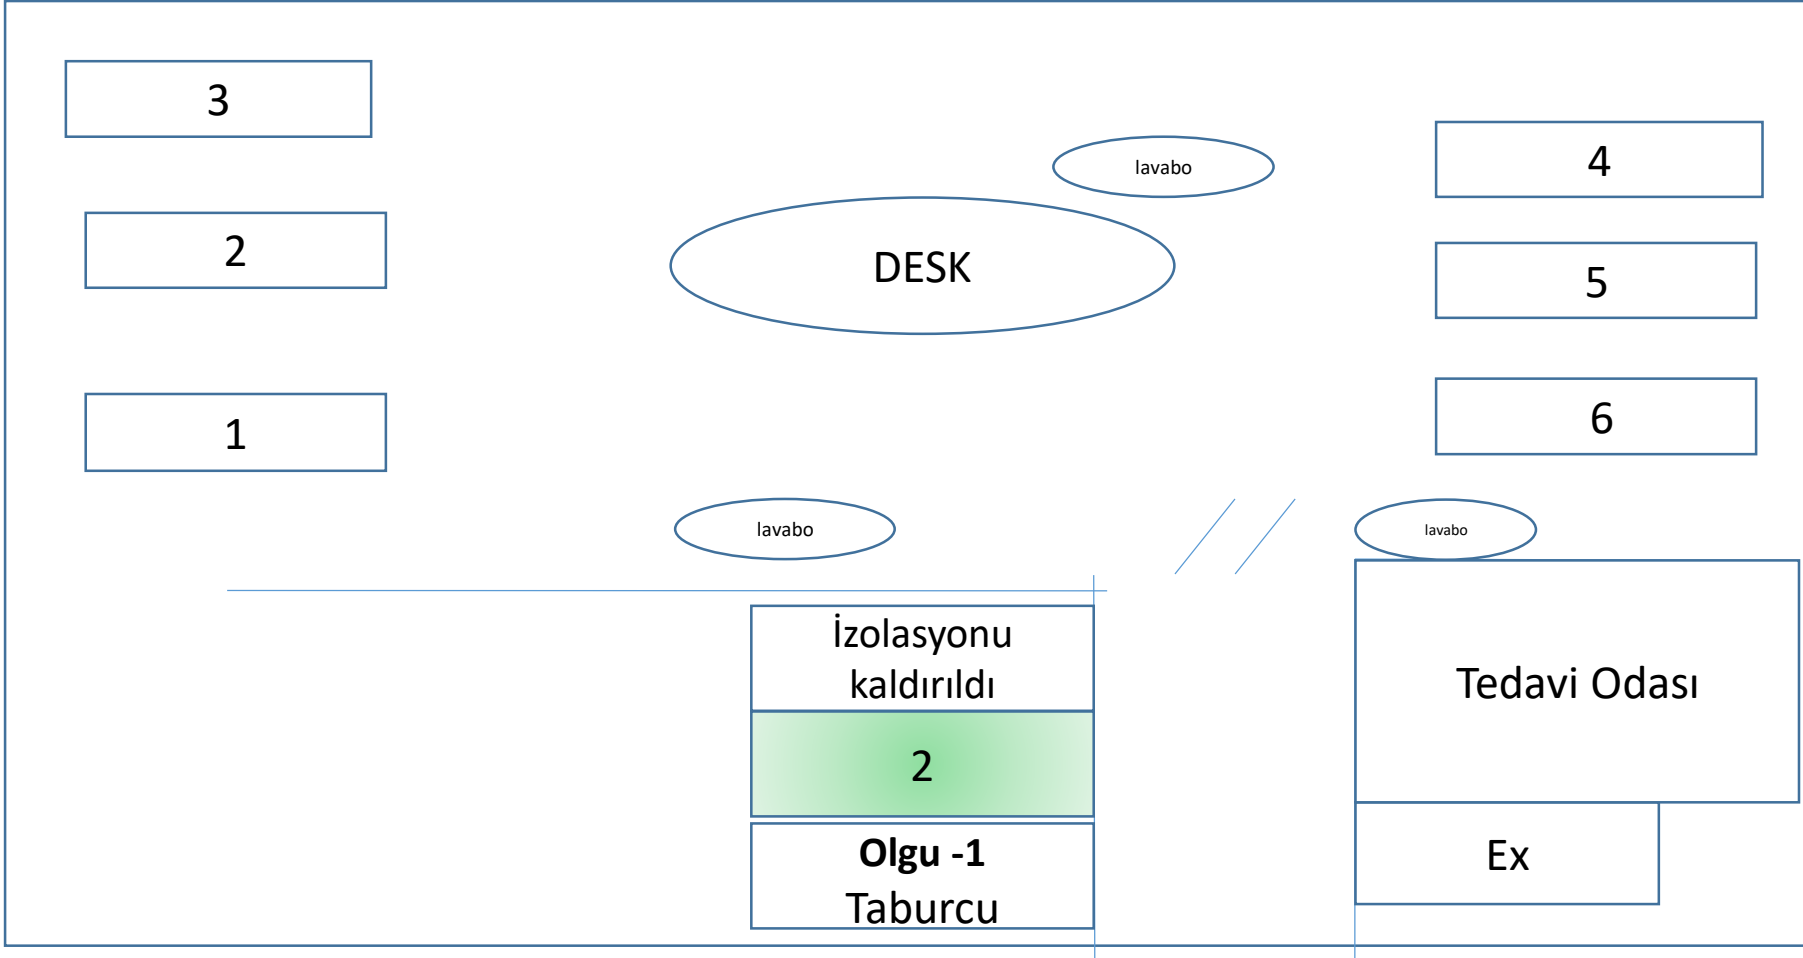 3
lavabo
4
2
DESK
5
1
6
lavabo
lavabo
İzolasyonu
kaldırıldı
Tedavi Odası
2
Olgu -1
Taburcu
Ex